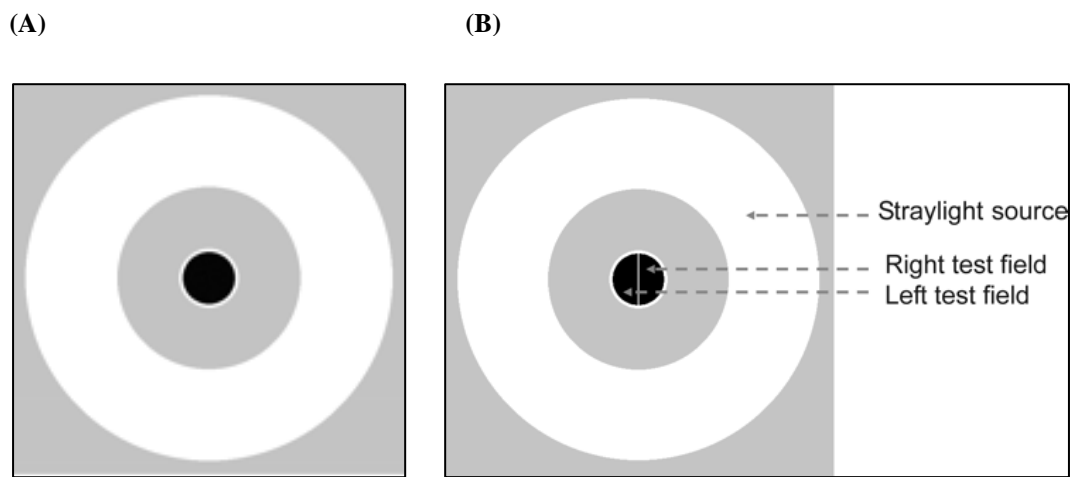 (A)
(B)
Straylight source
Right test field
Left test field